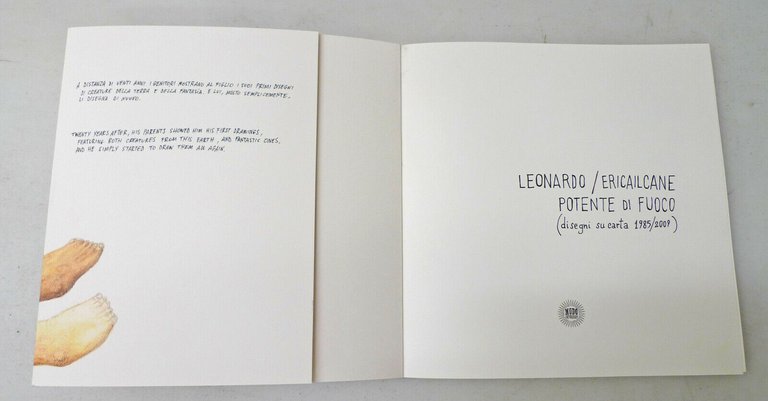 A DISTANZA DI VENTI ANNI I GENITORI MOSTRANO AL FIGLIO I SUOI PRIMI DISEGNI
DI CREATURE DELLA TERRA E DELLA FANTASIA. E LUI, MOLTO SEMPLICEMENTE,
LI DISEGNA DI NUOVO.
TWENTY YEARS AFTER, HIS PARENTS SHOWED HIM HIS FIRST DRAWINGS,
FEATURING BOTH CREATURES FROM THIS EARTH, AND FANTASTIC ONES,
AND HE SIMPLY STARTED TO DRAW THEM ALL AGAIN.
LEONARDO / ERICAILCANE
POTENTE DI FUOCO
(disegni su carta 1985/2009)
MODO